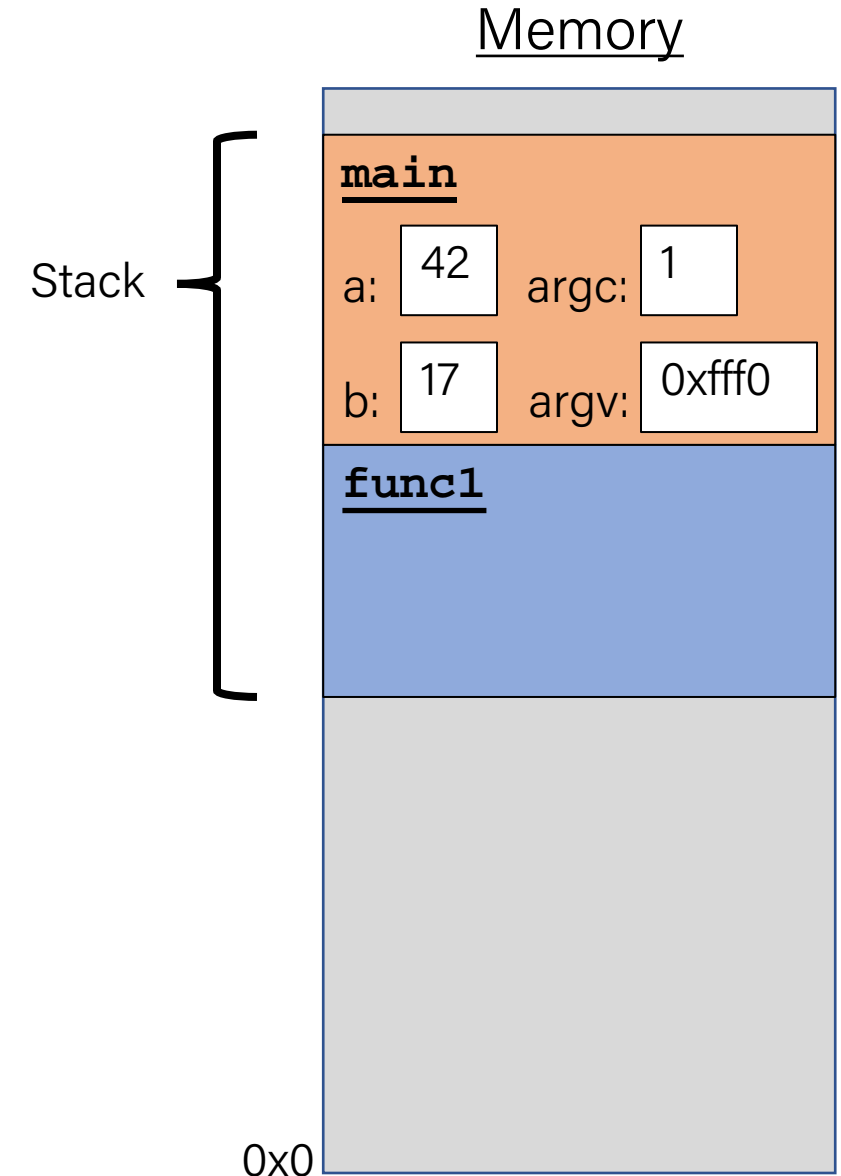 Memory
main
a: 42 argc: 1
Stack
b: 17 argv: 0xfff0
func1
0x0